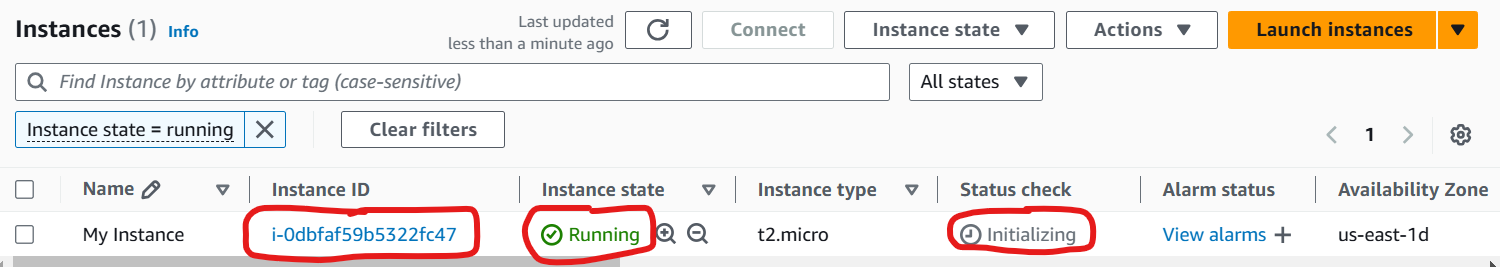 Instances (1) Info
Last updated
less than a minute ago
Connect
Instance state
Actions
Launch instances
Find Instance by attribute or tag (case-sensitive)
All states
Instance state = running
Clear filters
1
Name Instance ID Instance state Instance type Status check Alarm status Availability Zone
My Instance i-0dbfaf59b5322fc47 Running t2.micro Initializing View alarms + us-east-1d